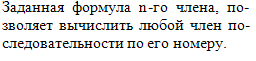 Заданная формула n-го члена, по-
зволяет вычислить любой член по-
следовательности по его номеру.